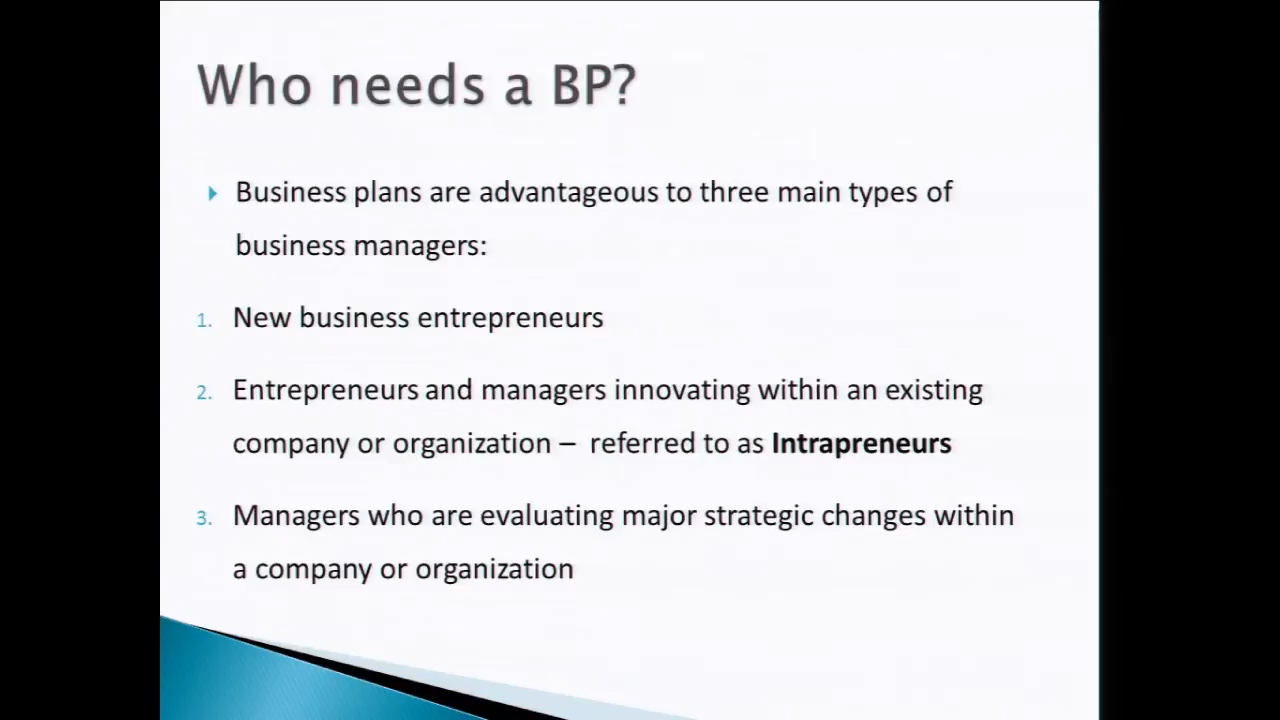 Who needs a BP?
Business plans are advantageous to three main types of
business managers:
1. New business entrepreneurs
2. Entrepreneurs and managers innovating within an existing
company or organization – referred to as Intrapreneurs
3. Managers who are evaluating major strategic changes within
a company or organization